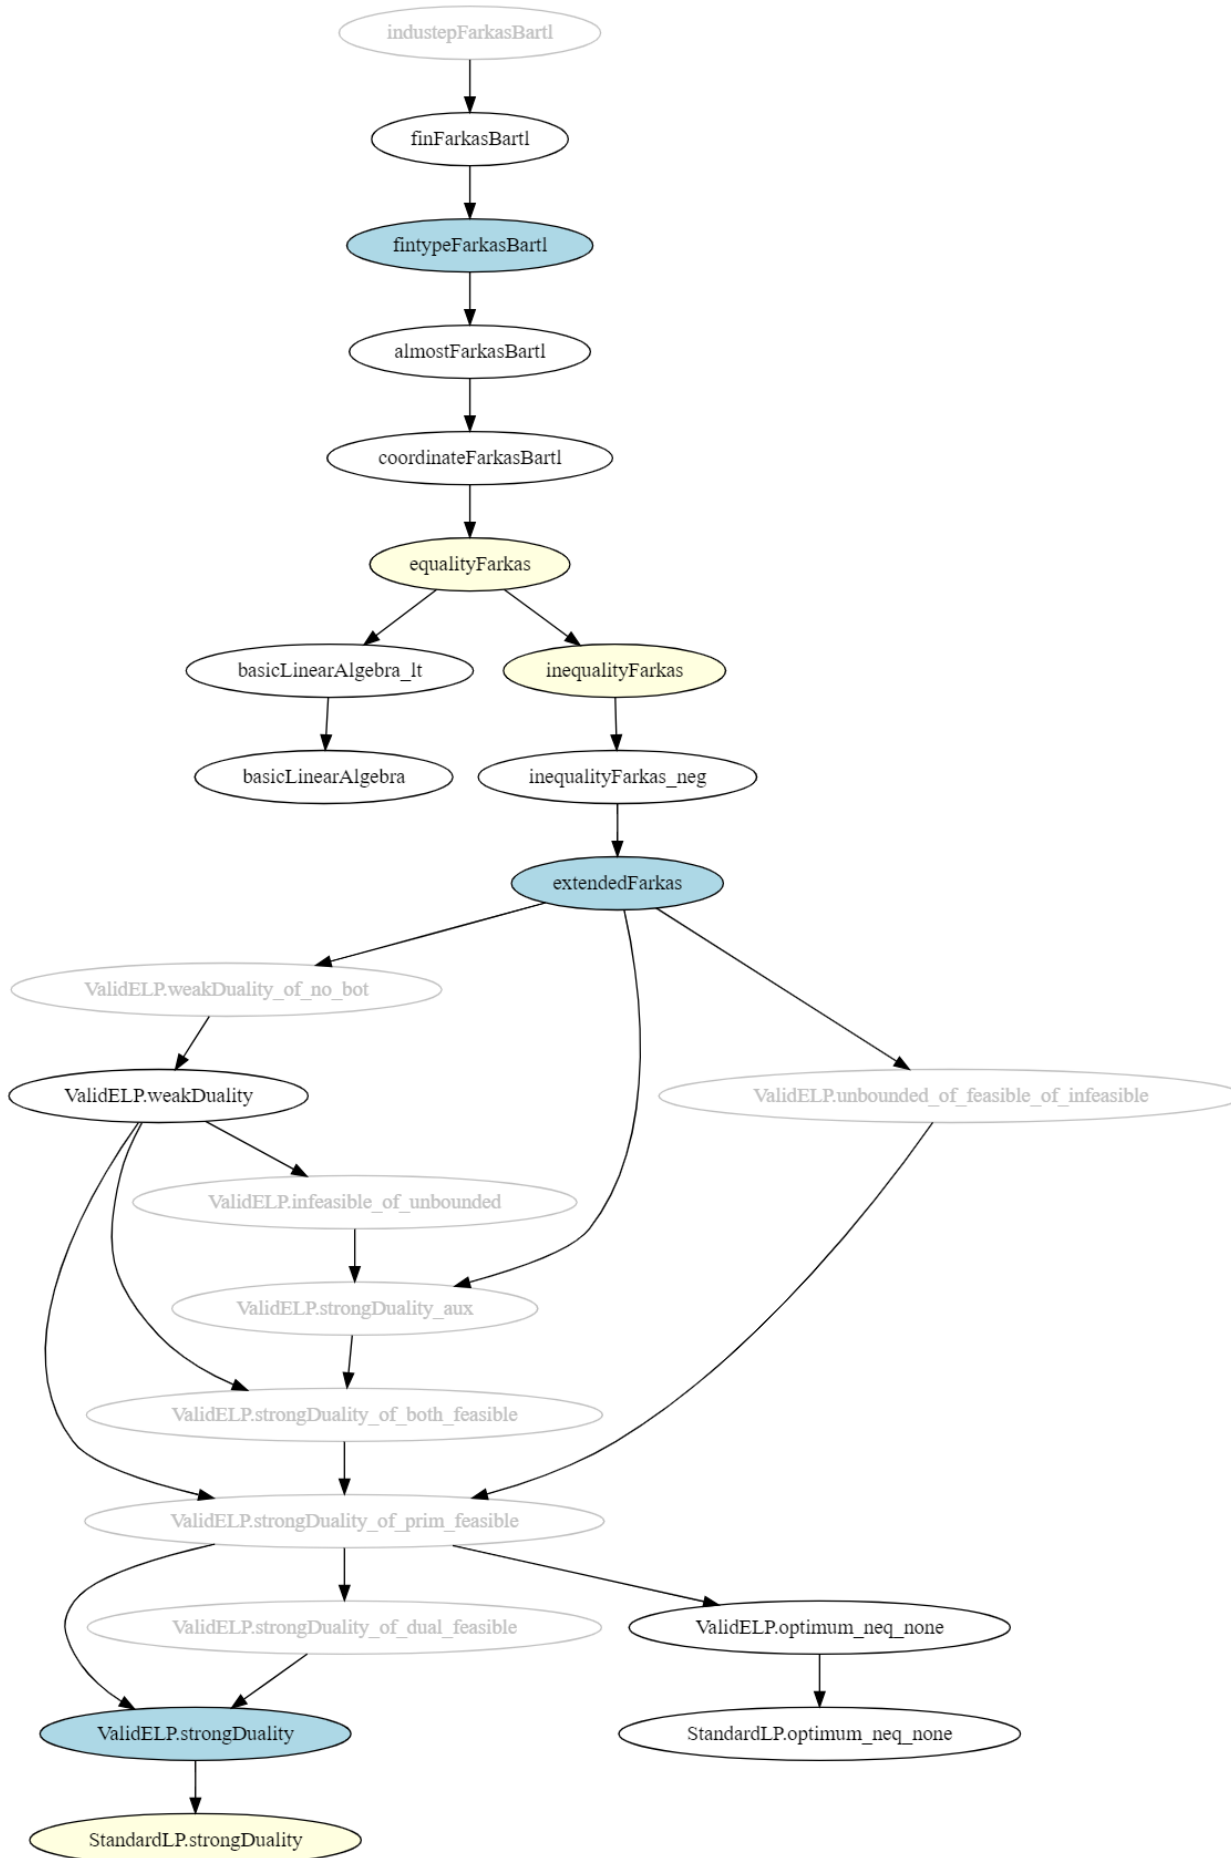 industepFarkasBartl
finFarkasBartl
fintypeFarkasBartl
almostFarkasBartl
coordinateFarkasBartl
equalityFarkas
basicLinearAlgebra_lt
inequalityFarkas
basicLinearAlgebra
inequalityFarkas_neg
extendedFarkas
ValidELP.weakDuality_of_no_bot
ValidELP.weakDuality
ValidELP.unbounded_of_feasible_of_infeasible
ValidELP.infeasible_of_unbounded
ValidELP.strongDuality_aux
ValidELP.strongDuality_of_both_feasible
ValidELP.strongDuality_of_prim_feasible
ValidELP.strongDuality_of_dual_feasible
ValidELP.optimum_neq_none
ValidELP.strongDuality
StandardLP.optimum_neq_none
StandardLP.strongDuality